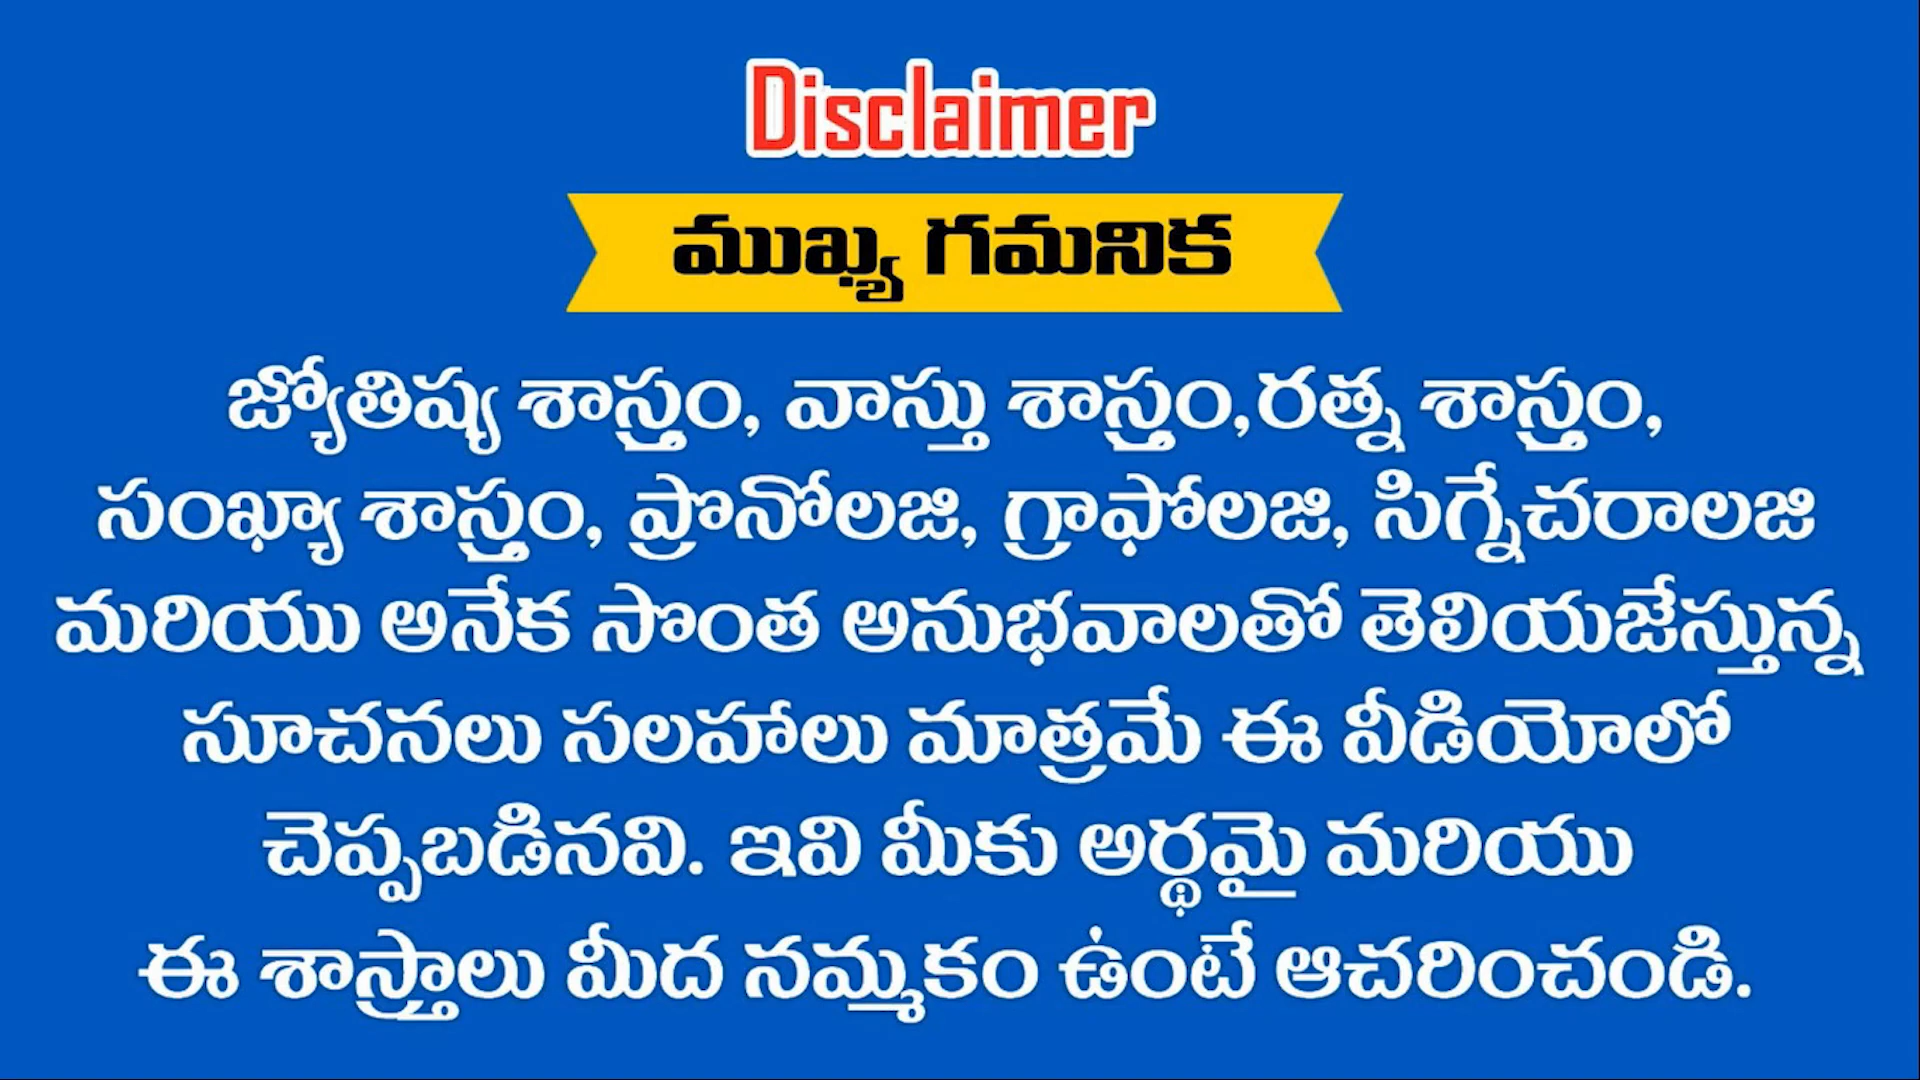 Disclaimer
ముఖ్య గమనిక
జ్యోతిష్య శాస్త్రం, వాస్తు శాస్త్రం,రత్న శాస్త్రం,
సంఖ్యా శాస్త్రం, ప్రొనోలజి, గ్రాఫోలజి, సిగ్నేచరాలజి
మరియు అనేక సొంత అనుభవాలతో తెలియజేస్తున్న
సూచనలు సలహాలు మాత్రమే ఈ వీడియోలో
చెప్పబడినవి. ఇవి మీకు అర్థమై మరియు
ఈ శాస్త్రాలు మీద నమ్మకం ఉంటే ఆచరించండి.